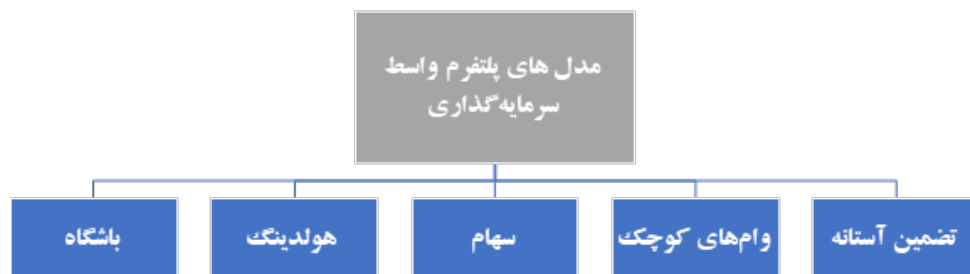 مدل های پلتفرم واسط
سرمایه‌گذاری
تضمین آستانه
وام‌های کوچک
سهام
هولدینگ
باشگاه